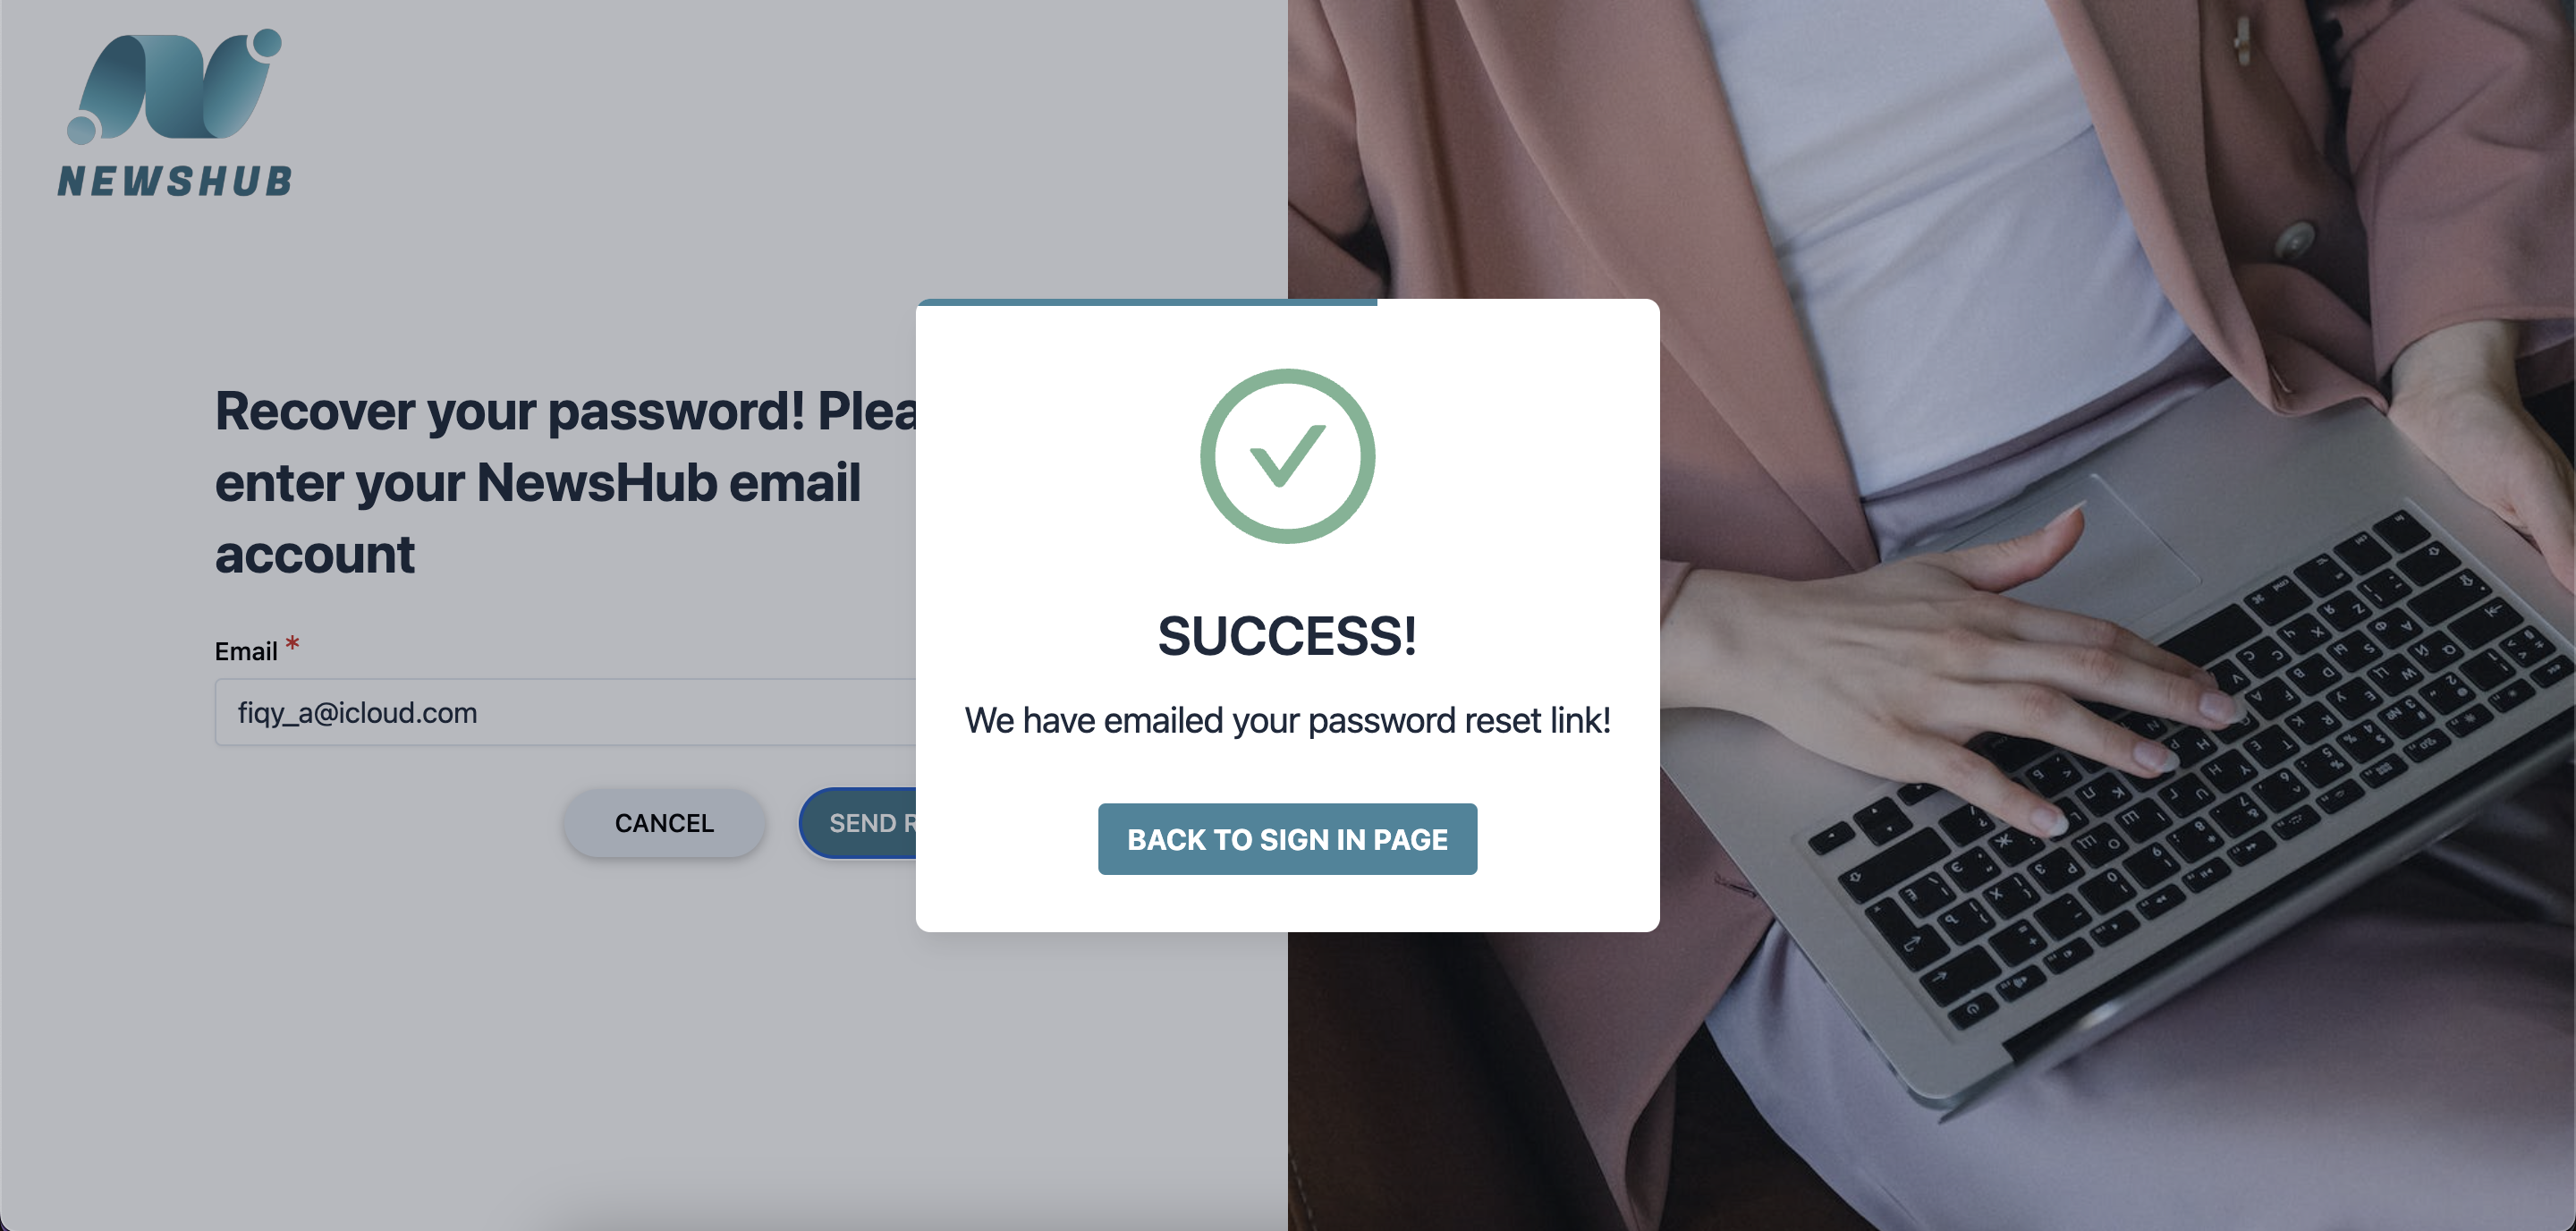 NEWSHUB
Recover your password! Plea
enter your NewsHub email
account
Email *
fiqy_a@icloud.com
CANCEL
SEND R
SUCCESS!
We have emailed your password reset link!
BACK TO SIGN IN PAGE